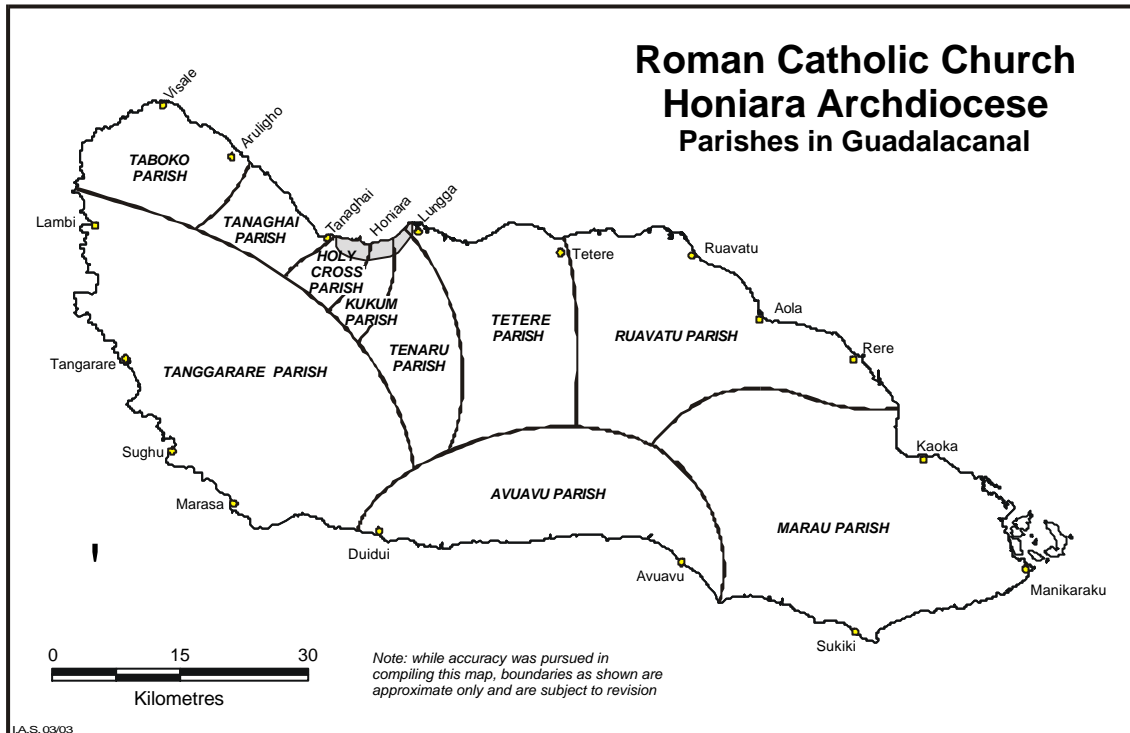 Roman Catholic Church
Honiara Archdiocese
Parishes in Guadalacanal
Visale
Aruligho
TABOKO
PARISH
Lambi
TANAGHAI
PARISH
Tanaghai
Honiara
Lungga
HOLY
CROSS
PARISH
KUKUM
PARISH
TENARU
PARISH
TETERE
PARISH
Tetere
Ruavatu
Aola
RUAVATU PARISH
Rere
Tangarare
TANGGARARE PARISH
Sughu
Marasa
Kaoka
AVUAVU PARISH
MARAU PARISH
Duidui
Avuavu
Manikaraku
Sukiki
0 15 30
Kilometres
Note: while accuracy was pursued in
compiling this map, boundaries as shown are
approximate only and are subject to revision
I.A.S. 03/03